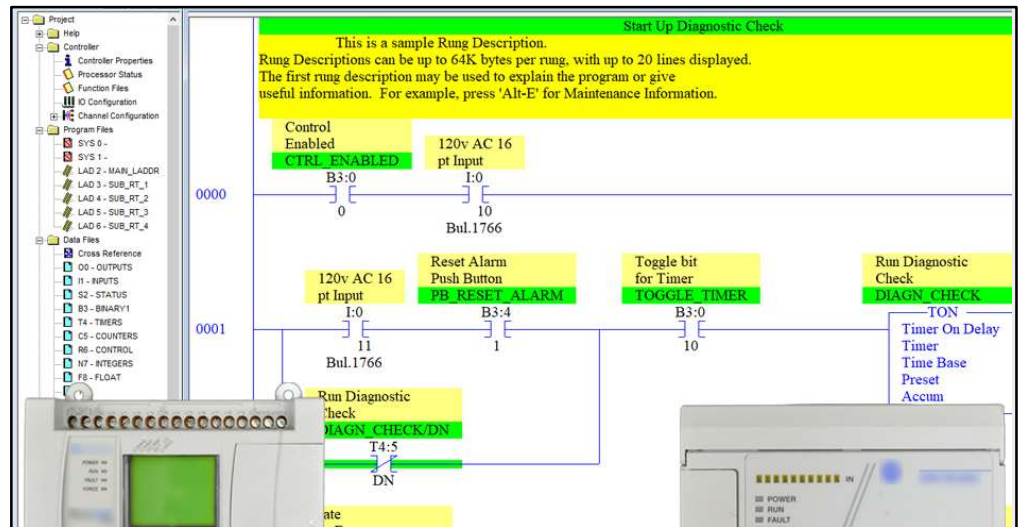 Project
Help
Controller
Controller Properties
Processor Status
Function Files
IO Configuration
Channel Configuration
Program Files
SYS 0 -
SYS 1 -
LAD 2 - MAIN_LADDR
LAD 3 - SUB_RT_1
LAD 4 - SUB_RT_2
LAD 5 - SUB_RT_3
LAD 6 - SUB_RT_4
Data Files
Cross Reference
O0 - OUTPUTS
I1 - INPUTS
S2 - STATUS
B3 - BINARY1
T4 - TIMERS
C5 - COUNTERS
R6 - CONTROL
N7 - INTEGERS
F8 - FLOAT
Start Up Diagnostic Check
This is a sample Rung Description.
Rung Descriptions can be up to 64K bytes per rung, with up to 20 lines displayed.
The first rung description may be used to explain the program or give
useful information. For example, press 'Alt-E' for Maintenance Information.
Control
Enabled
CTRL_ENABLED
B3:0
0
120v AC 16
pt Input
I:0
10
Bul.1766
0000
0001
120v AC 16
pt Input
I:0
11
Bul.1766
Reset Alarm
Push Button
PB_RESET_ALARM
B3:4
1
Toggle bit
for Timer
TOGGLE_TIMER
B3:0
10
Run Diagnostic
Check
DIAGN_CHECK
TON
Timer On Delay
Timer
Time Base
Preset
Accum
Run Diagnostic
Check
DIAGN_CHECK/DN
T4:5
DN
POWER
RUN
FAULT
FORCE
IN
POWER
RUN
FAULT